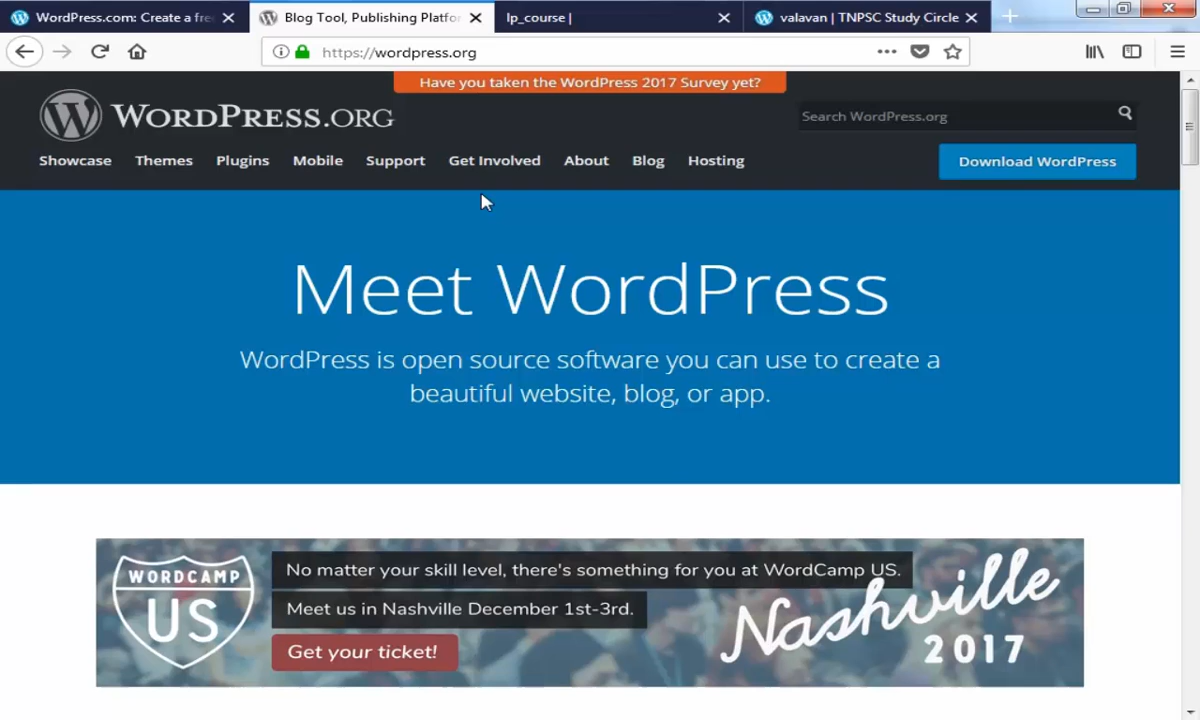 WordPress.com: Create a fre
Blog Tool, Publishing Platfo
lp_course |
valavan | TNPSC Study Circle
https://wordpress.org
Have you taken the WordPress 2017 Survey yet?
WORDPRESS.ORG
Search WordPress.org
Showcase Themes Plugins Mobile Support Get Involved About Blog Hosting
Download WordPress
Meet WordPress
WordPress is open source software you can use to create a
beautiful website, blog, or app.
WORDCAMP
US
No matter your skill level, there's something for you at WordCamp US.
Meet us in Nashville December 1st-3rd.
Get your ticket!
Nashville
2017